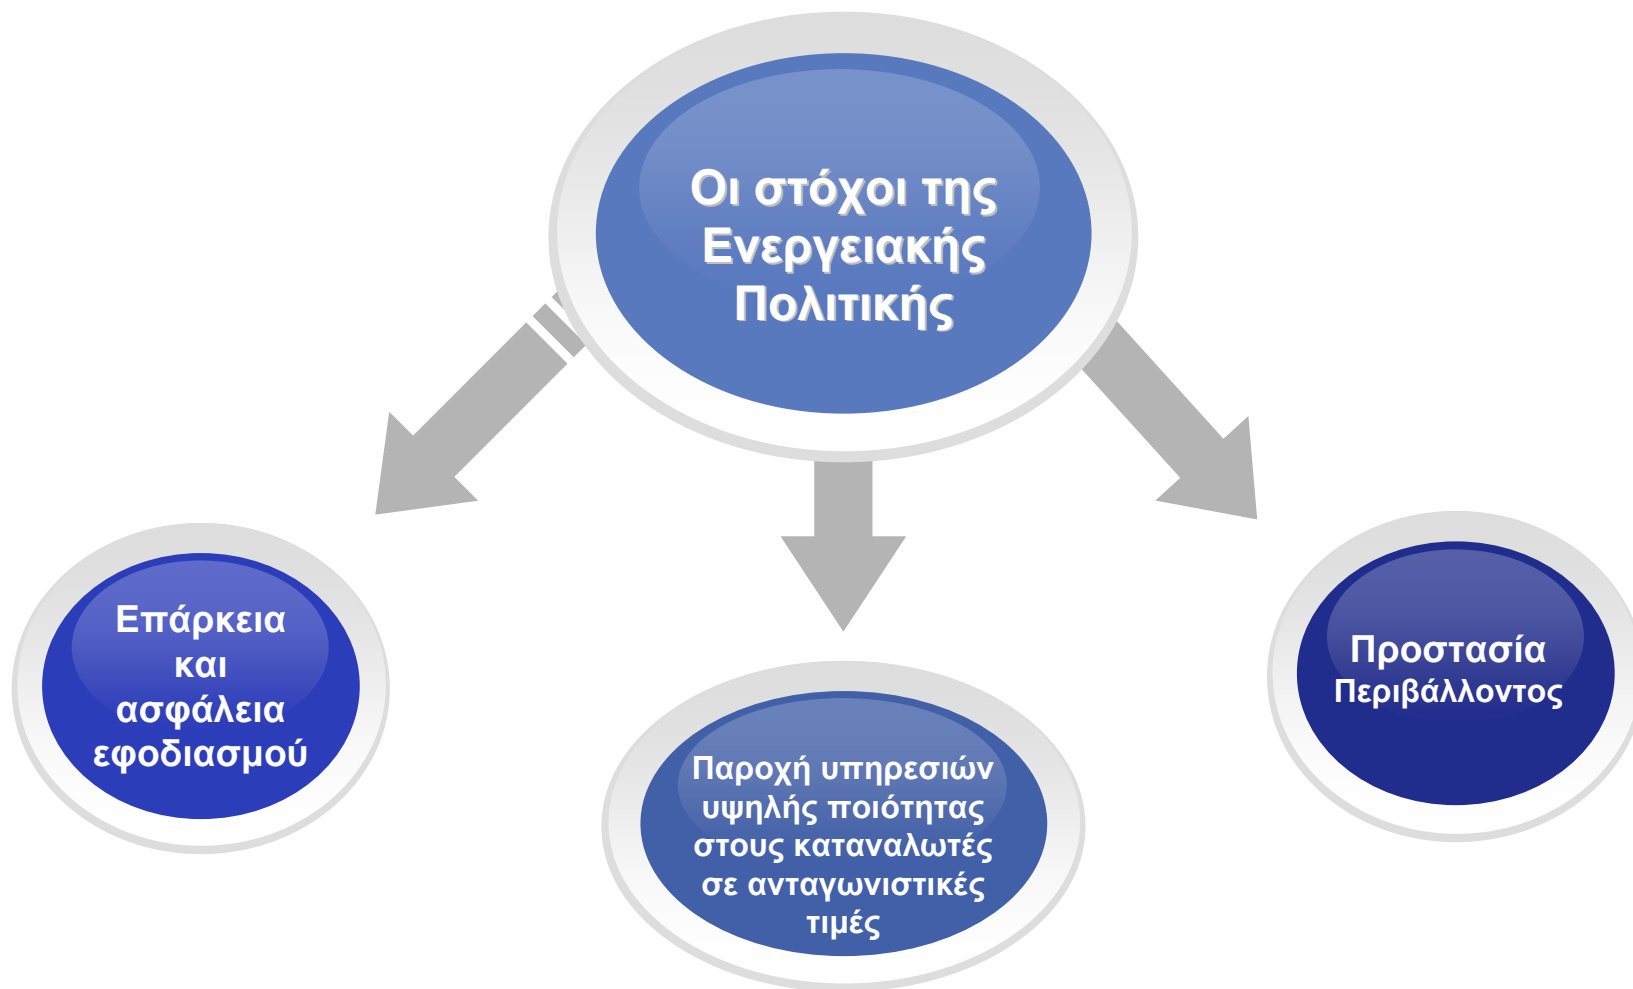 Οι στόχοι της
Ενεργειακής
Πολιτικής
Επάρκεια
και
ασφάλεια
εφοδιασμού
Παροχή υπηρεσιών
υψηλής ποιότητας
στους καταναλωτές
σε ανταγωνιστικές
τιμές
Προστασία
Περιβάλλοντος